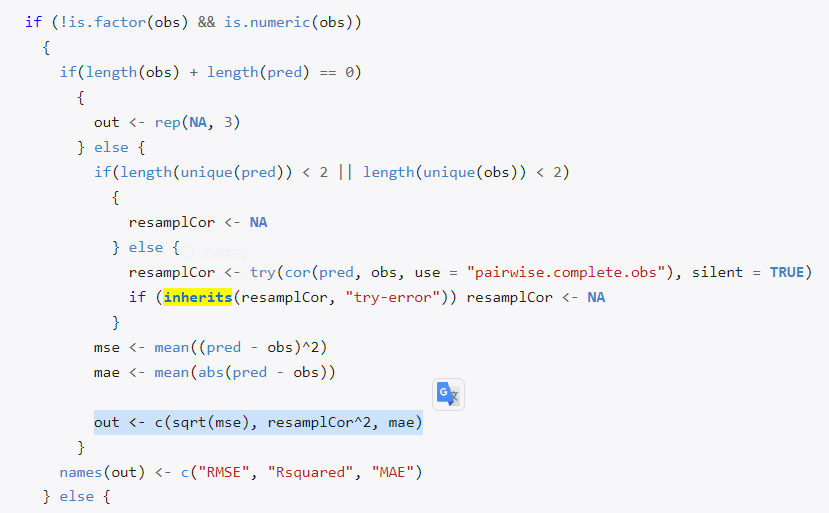 if (!is.factor(obs) && is.numeric(obs))
  {
    if(length(obs) + length(pred) == 0)
      {
        out <- rep(NA, 3)
      } else {
        if(length(unique(pred)) < 2 || length(unique(obs)) < 2)
          {
            resamplCor <- NA
          } else {
loading...
            resamplCor <- try(cor(pred, obs, use = "pairwise.complete.obs"), silent = TRUE)
            if (inherits(resamplCor, "try-error")) resamplCor <- NA
          }
        mse <- mean((pred - obs)^2)
        mae <- mean(abs(pred - obs))
G
        out <- c(sqrt(mse), resamplCor^2, mae)
      }
    names(out) <- c("RMSE", "Rsquared", "MAE")
  } else {